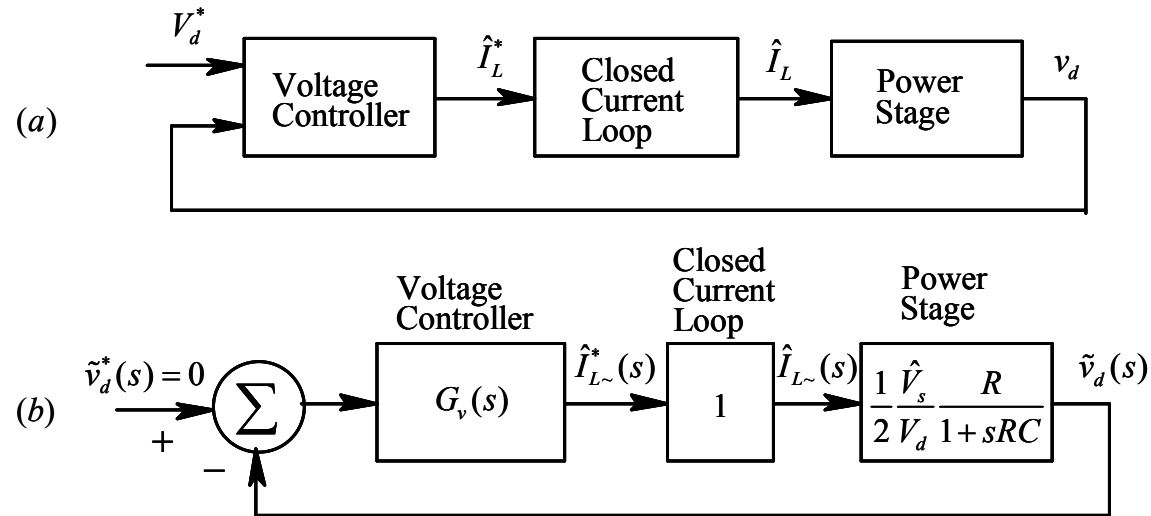 (a)
V_d^*
Voltage
Controller
Î_L^*
Closed
Current
Loop
Î_L
Power
Stage
v_d
(b)
ṽ_d^*(s) = 0
+
−
Σ
Voltage
Controller
G_v(s)
Î_{L~}^*(s)
Closed
Current
Loop
1
Î_{L~}(s)
Power
Stage
1/2 V̂_s/V_d R/(1+sRC)
ṽ_d(s)